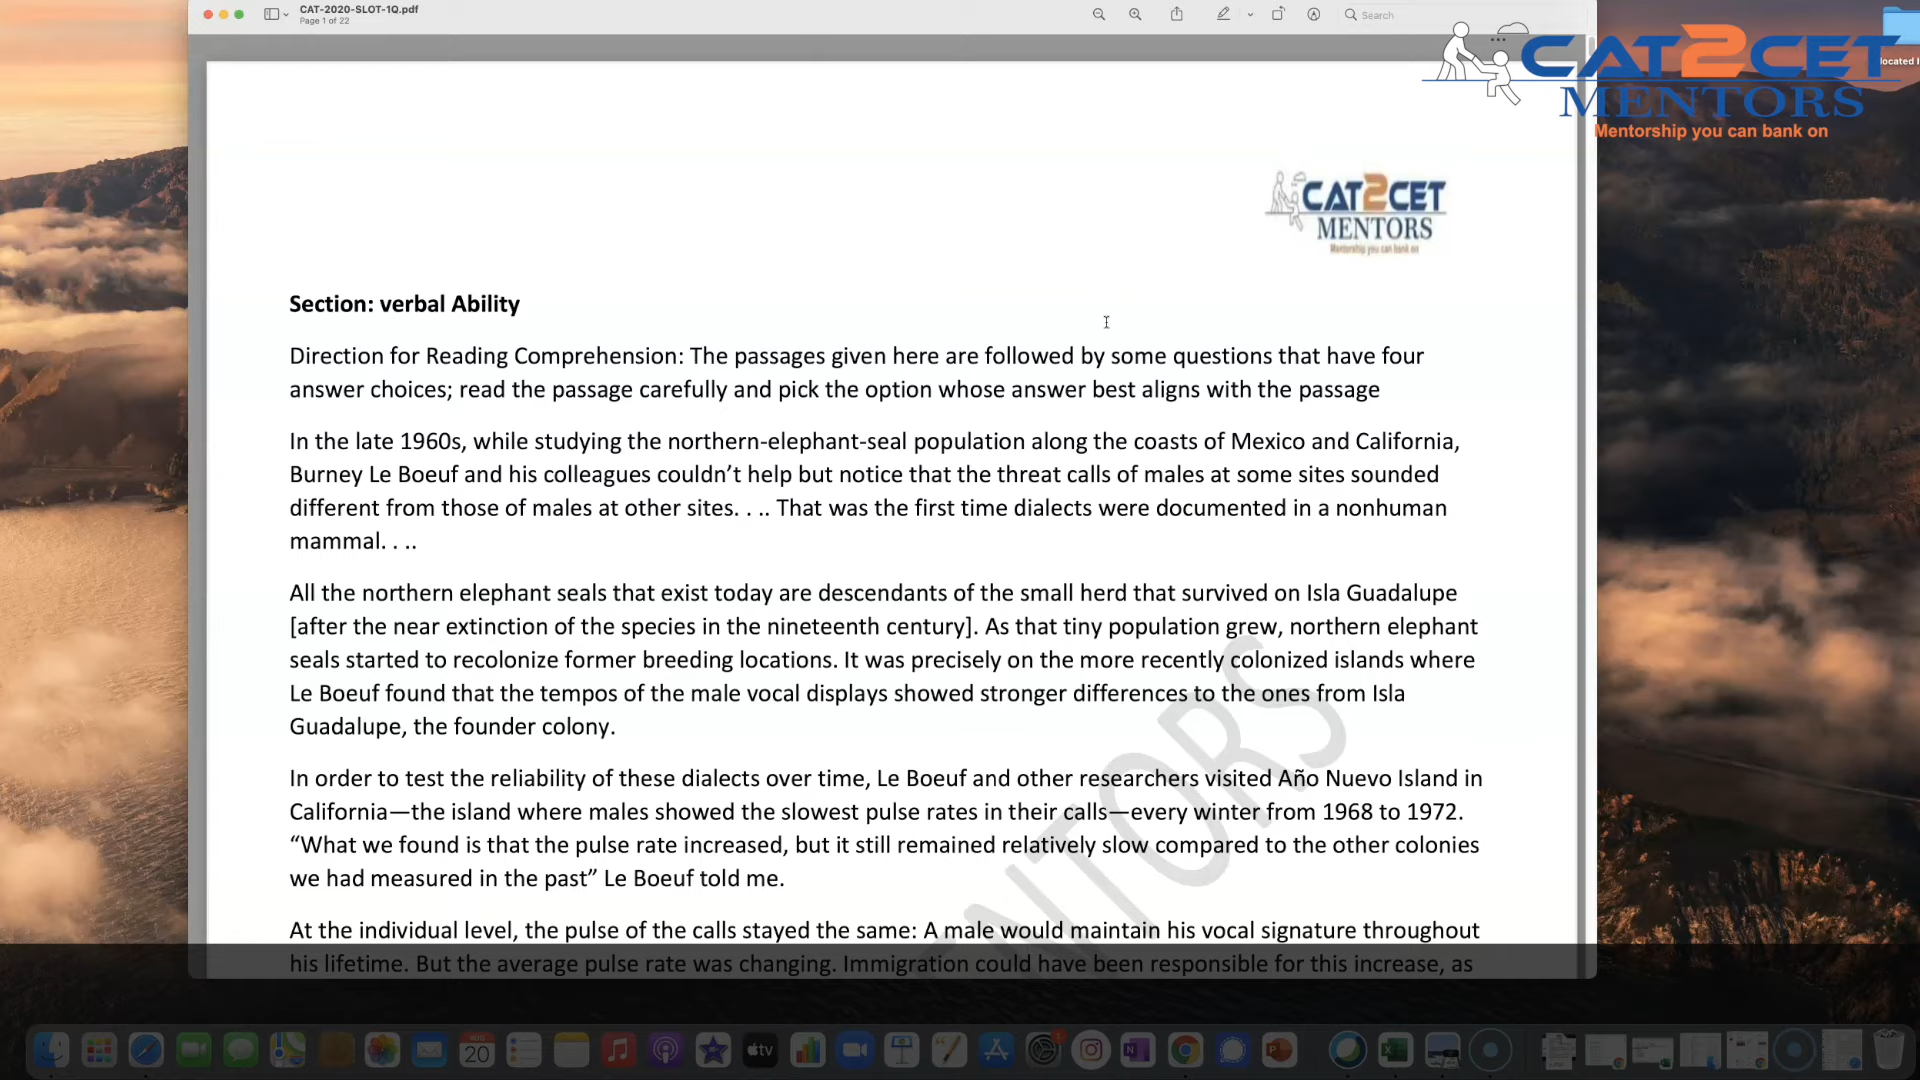 CAT-2020-SLOT-1Q.pdf
Page 1 of 22
Search
CAT2CET
MENTORS
Mentorship you can bank on
located I
CAT2CET
MENTORS
Mentorship you can bank on
Section: verbal Ability
Direction for Reading Comprehension: The passages given here are followed by some questions that have four
answer choices; read the passage carefully and pick the option whose answer best aligns with the passage
In the late 1960s, while studying the northern-elephant-seal population along the coasts of Mexico and California,
Burney Le Boeuf and his colleagues couldn’t help but notice that the threat calls of males at some sites sounded
different from those of males at other sites. . .. That was the first time dialects were documented in a nonhuman
mammal. . ..
All the northern elephant seals that exist today are descendants of the small herd that survived on Isla Guadalupe
[after the near extinction of the species in the nineteenth century]. As that tiny population grew, northern elephant
seals started to recolonize former breeding locations. It was precisely on the more recently colonized islands where
Le Boeuf found that the tempos of the male vocal displays showed stronger differences to the ones from Isla
Guadalupe, the founder colony.
In order to test the reliability of these dialects over time, Le Boeuf and other researchers visited Año Nuevo Island in
California—the island where males showed the slowest pulse rates in their calls—every winter from 1968 to 1972.
“What we found is that the pulse rate increased, but it still remained relatively slow compared to the other colonies
we had measured in the past” Le Boeuf told me.
At the individual level, the pulse of the calls stayed the same: A male would maintain his vocal signature throughout
his lifetime. But the average pulse rate was changing. Immigration could have been responsible for this increase, as
ENTORS
AUG
20
tv
1